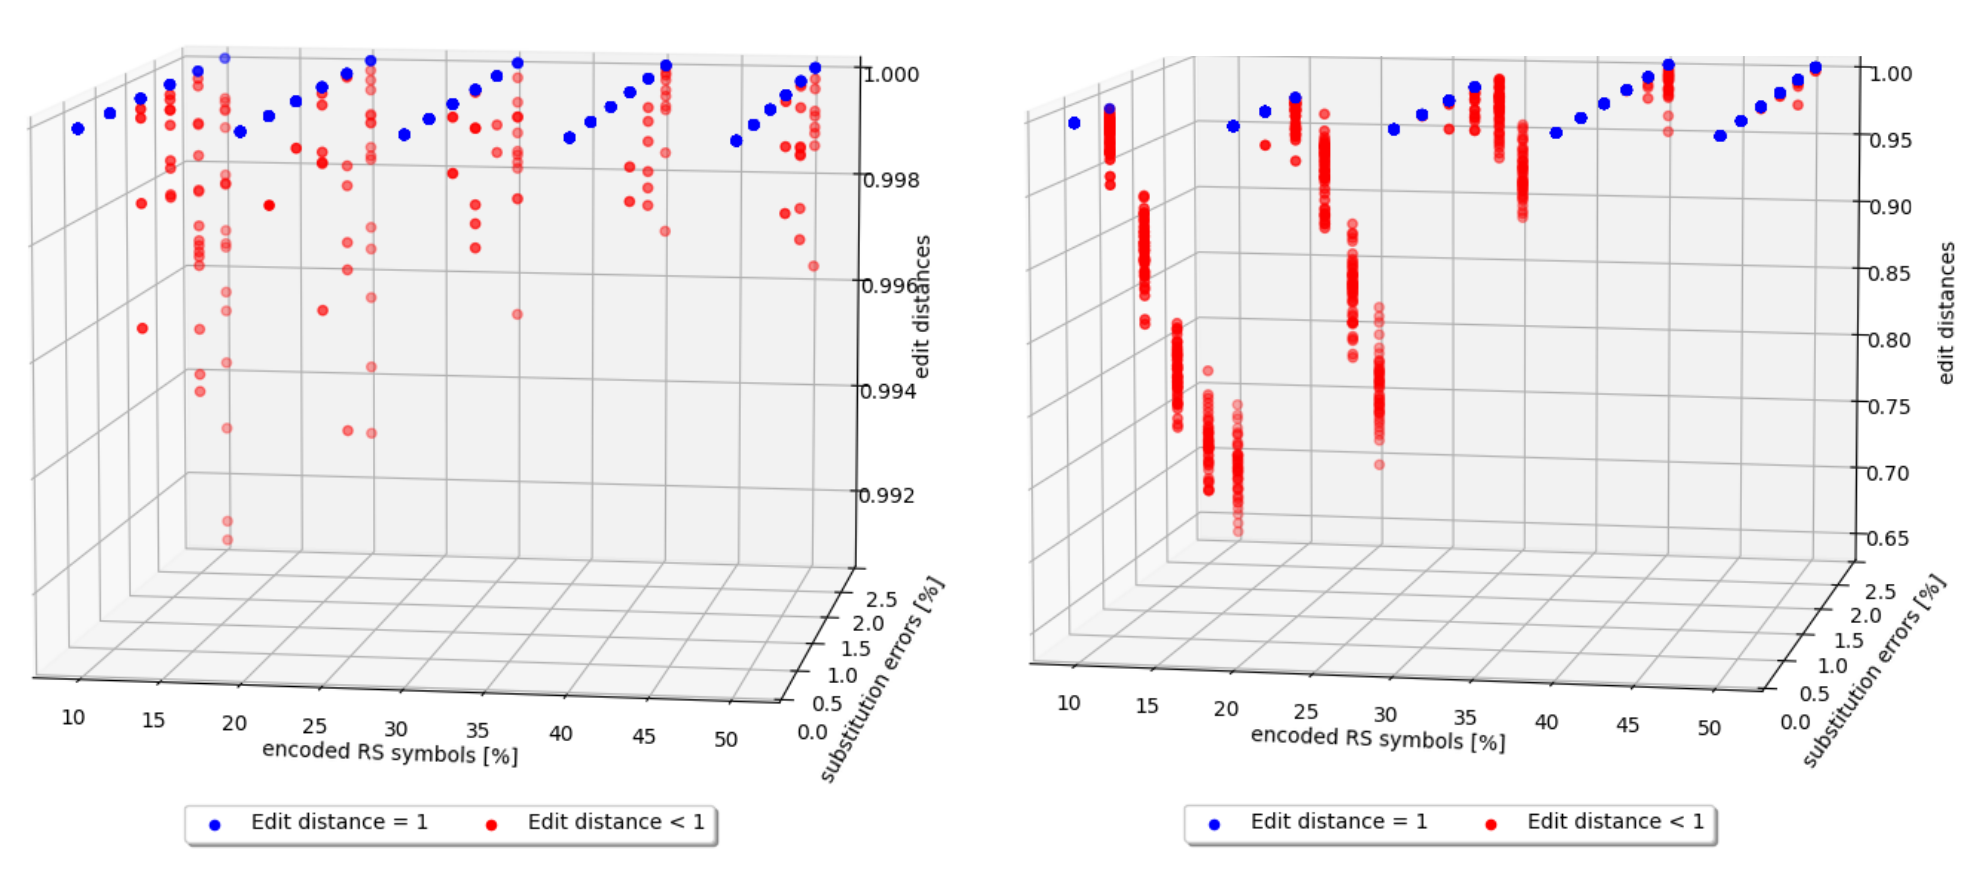 1.000
0.998
0.996
0.994
0.992
edit distances
2.5
2.0
1.5
1.0
0.5
0.0
substitution errors [%]
10 15 20 25 30 35 40 45 50
encoded RS symbols [%]
Edit distance = 1 Edit distance < 1
1.00
0.95
0.90
0.85
0.80
0.75
0.70
0.65
edit distances
2.5
2.0
1.5
1.0
0.5
0.0
substitution errors [%]
10 15 20 25 30 35 40 45 50
encoded RS symbols [%]
Edit distance = 1 Edit distance < 1